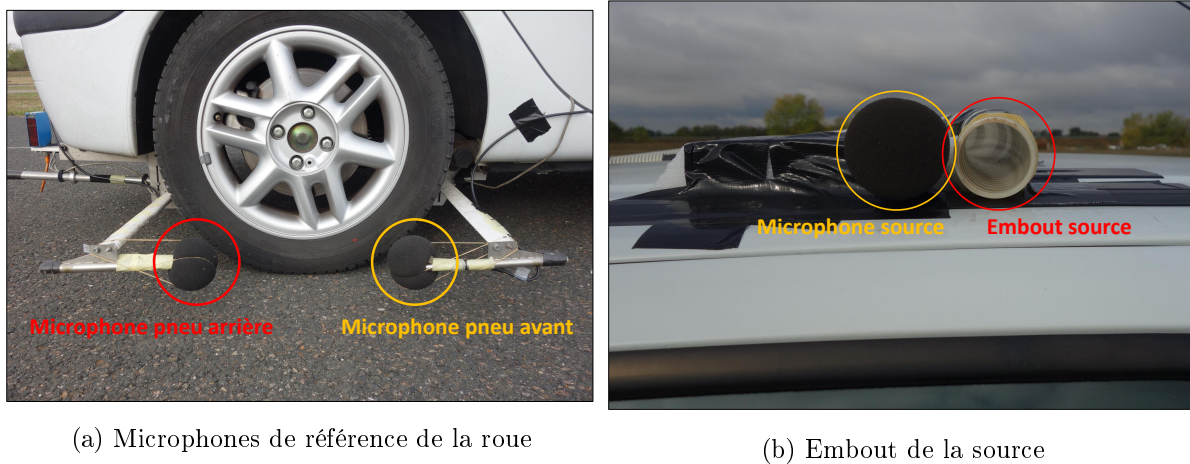 Microphone pneu arrière
Microphone pneu avant
Microphone source
Embout source
(a) Microphones de référence de la roue
(b) Embout de la source